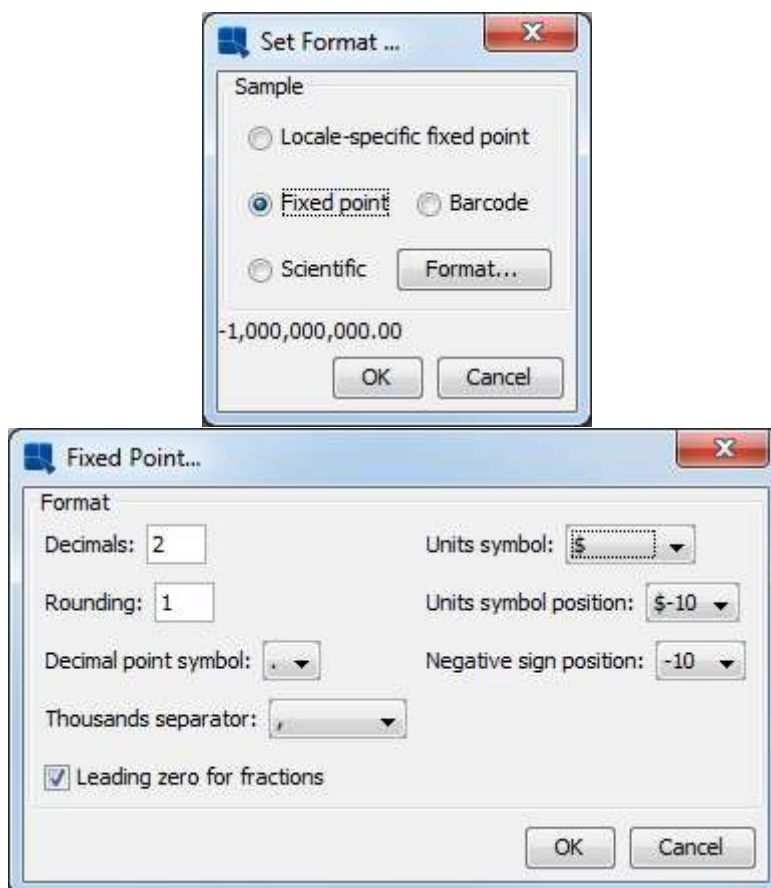 Set Format ...
Sample
Locale-specific fixed point
Fixed point Barcode
Scientific Format...
-1,000,000,000.00
OK Cancel
Fixed Point...
Format
Decimals: 2 Units symbol: $
Rounding: 1 Units symbol position: $-10
Decimal point symbol: . Negative sign position: -10
Thousands separator: ,
Leading zero for fractions
OK Cancel